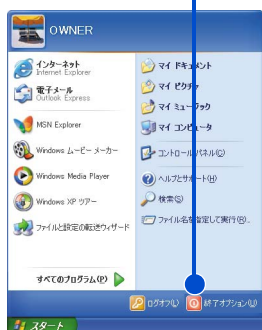 OWNER
インターネット
Internet Explorer
電子メール
Outlook Express
MSN Explorer
Windows ムービー メーカー
Windows Media Player
Windows XP ツアー
ファイルと設定の転送ウィザード
すべてのプログラム(P)
マイ ドキュメント
マイ ピクチャ
マイ ミュージック
マイ コンピュータ
コントロール パネル(C)
ヘルプとサポート(H)
検索(S)
ファイル名を指定して実行(R)...
ログオフ(L)
終了オプション(U)
スタート